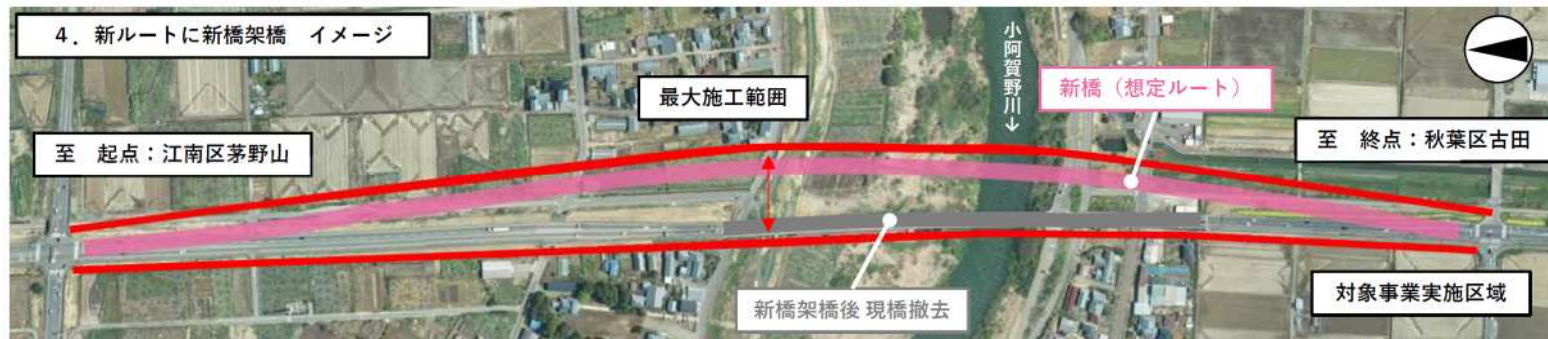 4．新ルートに新橋架橋　イメージ
小阿賀野川↓
最大施工範囲
新橋（想定ルート）
至　起点：江南区茅野山
至　終点：秋葉区古田
新橋架橋後 現橋撤去
対象事業実施区域